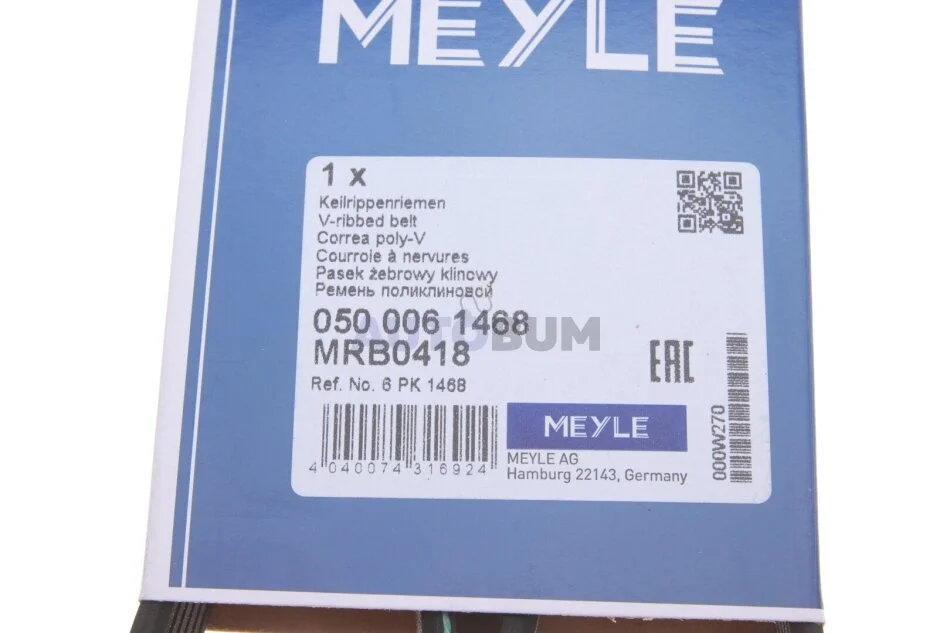 MEYLE
1 x
Keilrippenriemen
V-ribbed belt
Correa poly-V
Courroie à nervures
Pasek żebrowy klinowy
Ремень поликлиновой
050 006 1468
MRB0418
AUTOBUM
Ref. No. 6 PK 1468
EAC
000W270
MEYLE
4 040074 316924
MEYLE AG
Hamburg 22143, Germany